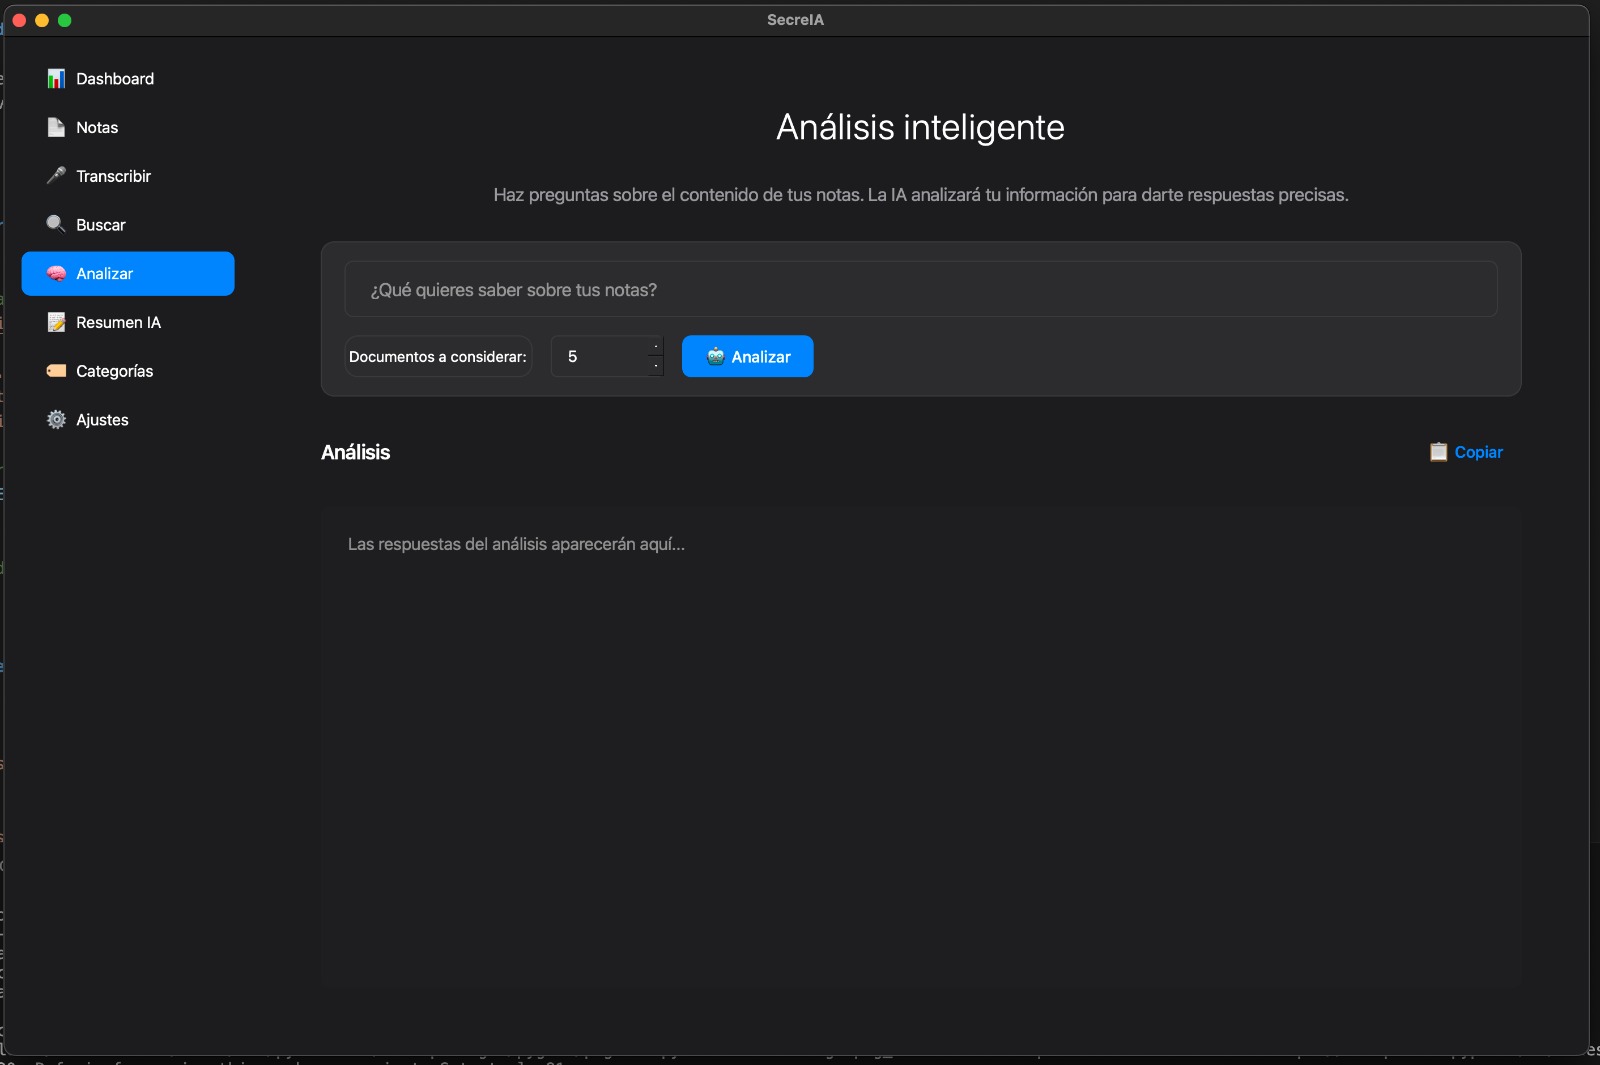 SecreIA
Dashboard
Notas
Transcribir
Buscar
Analizar
Resumen IA
Categorías
Ajustes
Análisis inteligente
Haz preguntas sobre el contenido de tus notas. La IA analizará tu información para darte respuestas precisas.
¿Qué quieres saber sobre tus notas?
Documentos a considerar: 5 Analizar
Análisis
Copiar
Las respuestas del análisis aparecerán aquí...